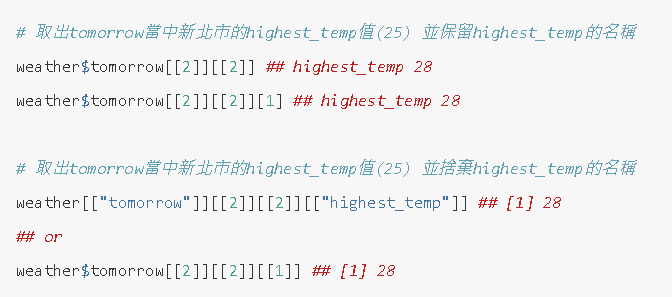 # 取出tomorrow當中新北市的highest_temp值(25) 並保留highest_temp的名稱
weather$tomorrow[[2]][[2]] ## highest_temp 28
weather$tomorrow[[2]][[2]][1] ## highest_temp 28
# 取出tomorrow當中新北市的highest_temp值(25) 並捨棄highest_temp的名稱
weather[["tomorrow"]][[2]][[2]][["highest_temp"]] ## [1] 28
## or
weather$tomorrow[[2]][[2]][[1]] ## [1] 28